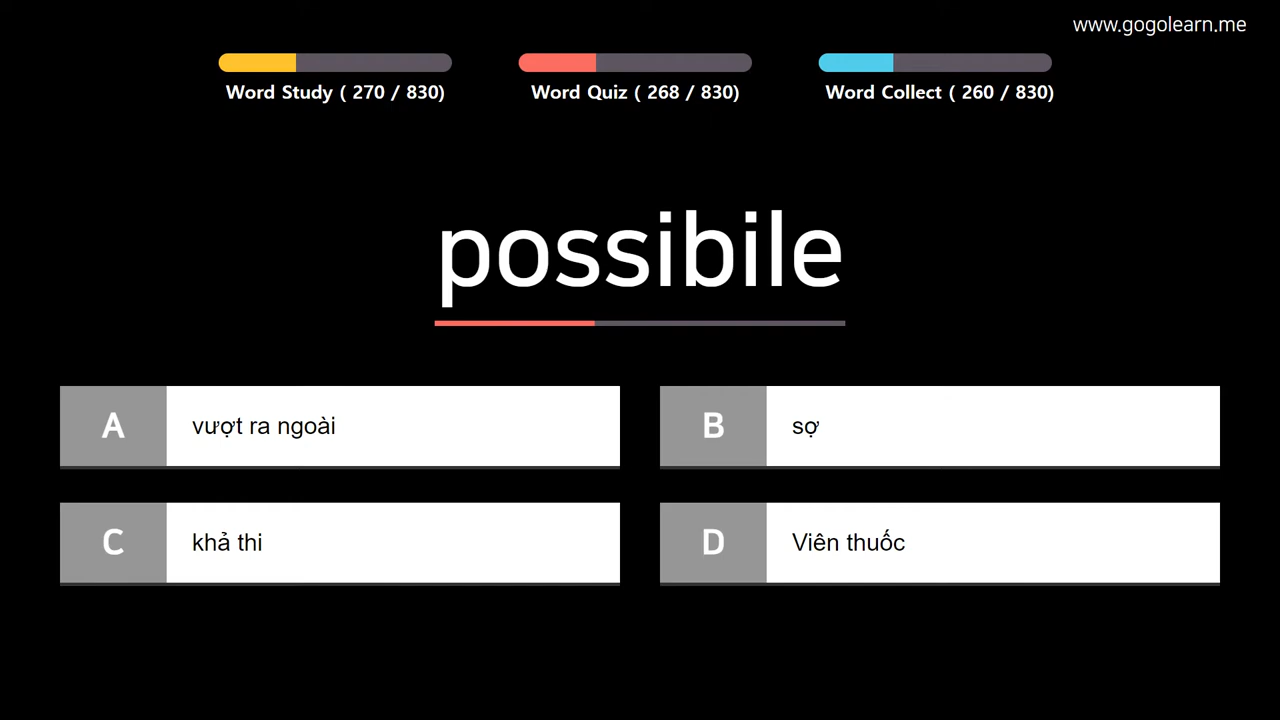 www.gogolearn.me
Word Study ( 270 / 830)
Word Quiz ( 268 / 830)
Word Collect ( 260 / 830)
possibile
A
vượt ra ngoài
B
sợ
C
khả thi
D
Viên thuốc